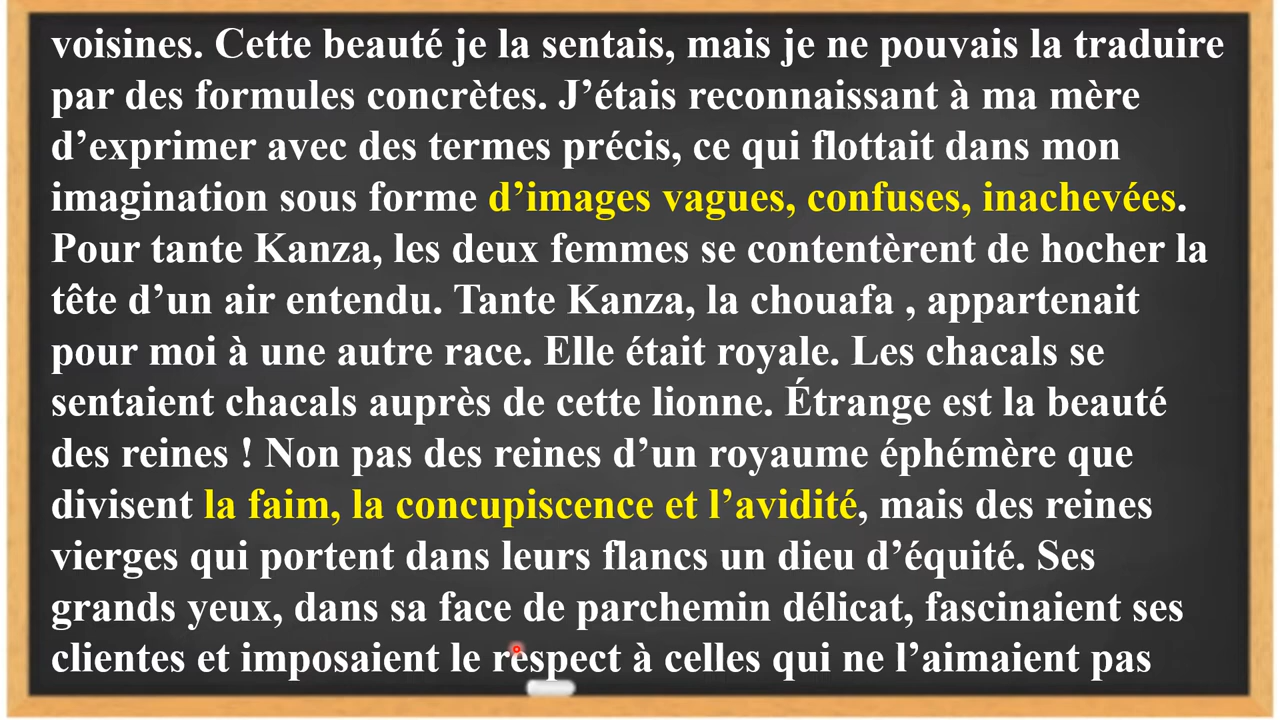 voisines. Cette beauté je la sentais, mais je ne pouvais la traduire
par des formules concrètes. J’étais reconnaissant à ma mère
d’exprimer avec des termes précis, ce qui flottait dans mon
imagination sous forme d’images vagues, confuses, inachevées.
Pour tante Kanza, les deux femmes se contentèrent de hocher la
tête d’un air entendu. Tante Kanza, la chouafa , appartenait
pour moi à une autre race. Elle était royale. Les chacals se
sentaient chacals auprès de cette lionne. Étrange est la beauté
des reines ! Non pas des reines d’un royaume éphémère que
divisent la faim, la concupiscence et l’avidité, mais des reines
vierges qui portent dans leurs flancs un dieu d’équité. Ses
grands yeux, dans sa face de parchemin délicat, fascinaient ses
clientes et imposaient le respect à celles qui ne l’aimaient pas